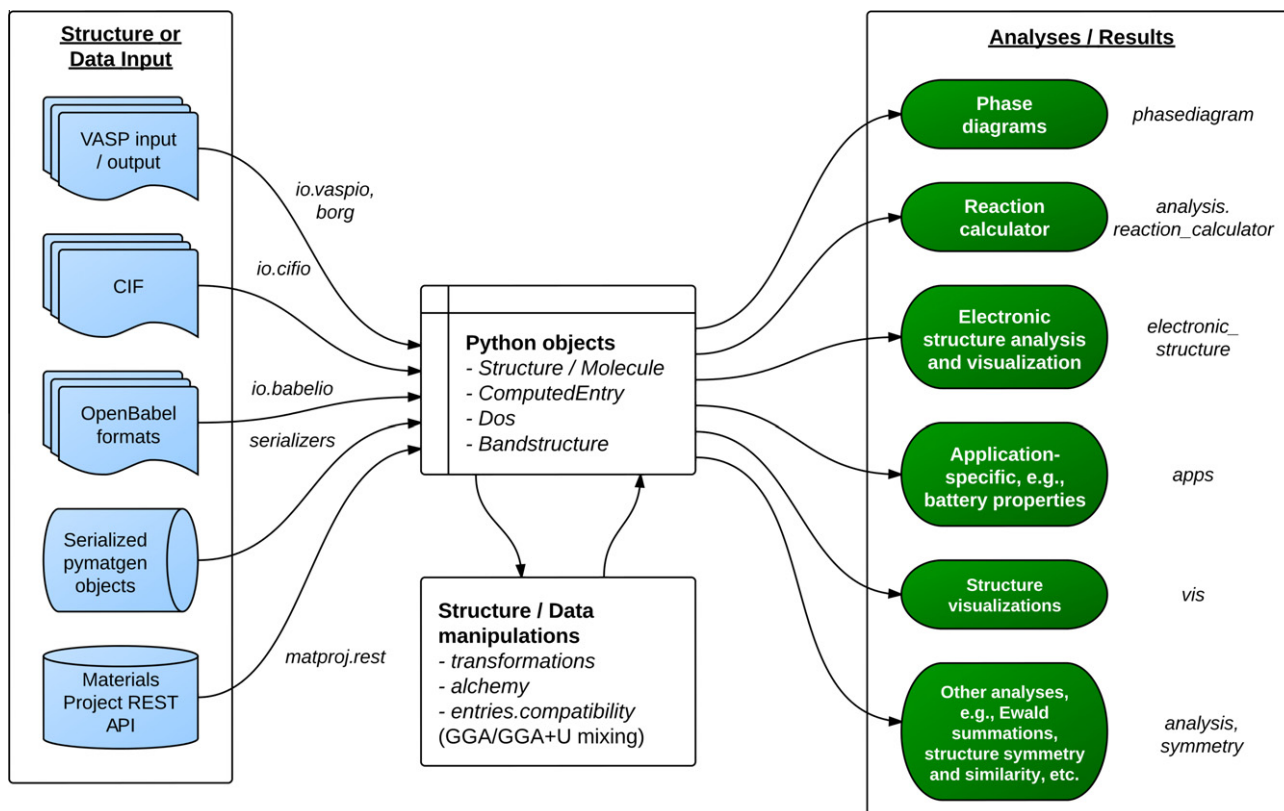 Structure or
Data Input
VASP input
/ output
CIF
OpenBabel
formats
Serialized
pymatgen
objects
Materials
Project REST
API
io.vaspio,
borg
io.cifio
io.babelio
serializers
matproj.rest
Python objects
- Structure / Molecule
- ComputedEntry
- Dos
- Bandstructure
Structure / Data
manipulations
- transformations
- alchemy
- entries.compatibility
(GGA/GGA+U mixing)
Analyses / Results
Phase
diagrams
phasediagram
Reaction
calculator
analysis.
reaction_calculator
Electronic
structure analysis
and visualization
electronic_
structure
Application-
specific, e.g.,
battery properties
apps
Structure
visualizations
vis
Other analyses,
e.g., Ewald
summations,
structure symmetry
and similarity, etc.
analysis,
symmetry